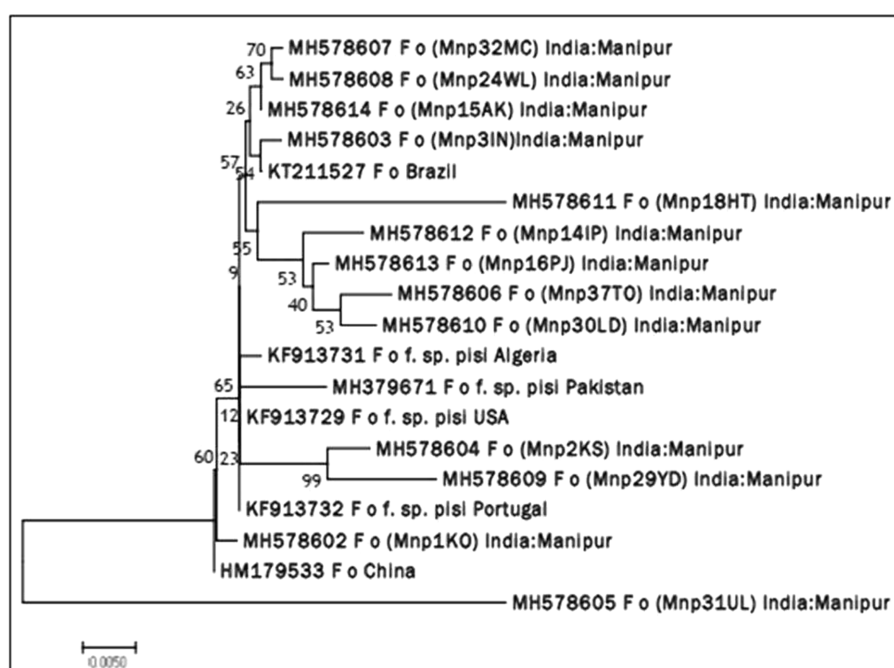 70
MH578607 F o (Mnp32MC) India:Manipur
63
MH578608 F o (Mnp24WL) India:Manipur
26
MH578614 F o (Mnp15AK) India:Manipur
MH578603 F o (Mnp3IN)India:Manipur
57
54 KT211527 F o Brazil
MH578611 F o (Mnp18HT) India:Manipur
MH578612 F o (Mnp14IP) India:Manipur
55
MH578613 F o (Mnp16PJ) India:Manipur
9
53
MH578606 F o (Mnp37TO) India:Manipur
40
MH578610 F o (Mnp30LD) India:Manipur
53
KF913731 F o f. sp. pisi Algeria
65
MH379671 F o f. sp. pisi Pakistan
12 KF913729 F o f. sp. pisi USA
MH578604 F o (Mnp2KS) India:Manipur
60 23
99
MH578609 F o (Mnp29YD) India:Manipur
KF913732 F o f. sp. pisi Portugal
MH578602 F o (Mnp1KO) India:Manipur
HM179533 F o China
MH578605 F o (Mnp31UL) India:Manipur
0.0050